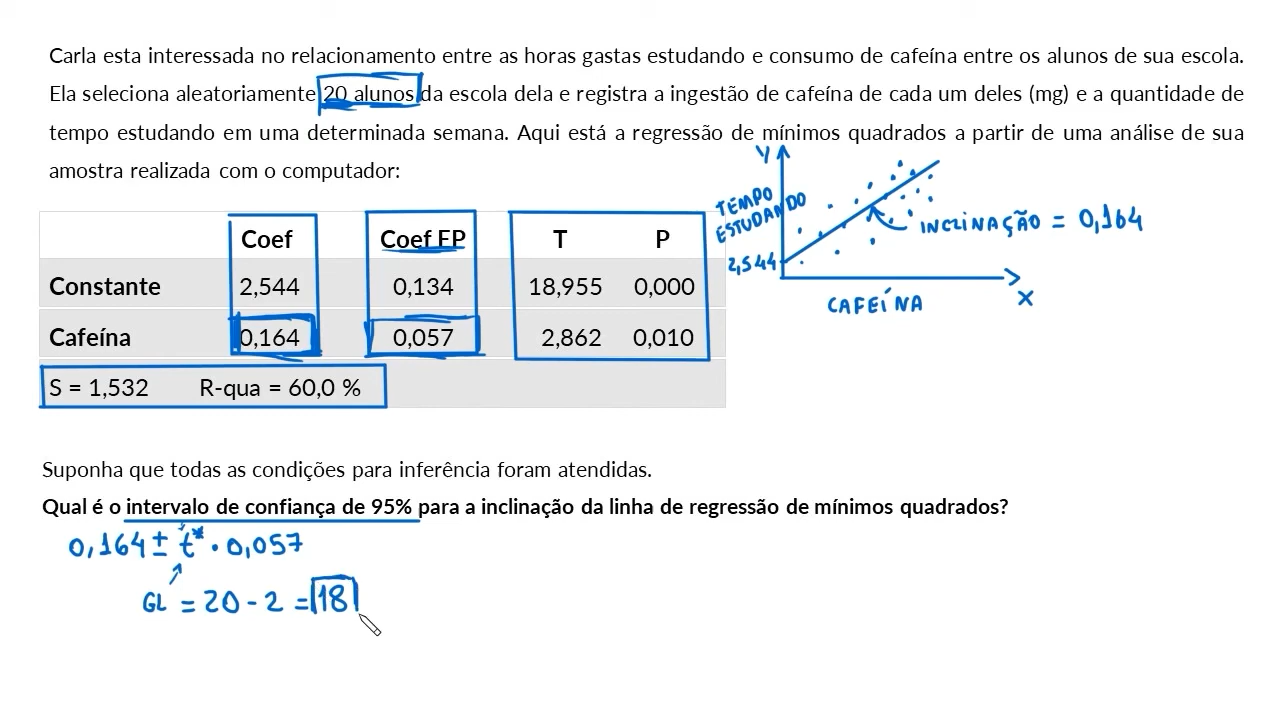 Carla esta interessada no relacionamento entre as horas gastas estudando e consumo de cafeína entre os alunos de sua escola.
Ela seleciona aleatoriamente 20 alunos da escola dela e registra a ingestão de cafeína de cada um deles (mg) e a quantidade de
tempo estudando em uma determinada semana. Aqui está a regressão de mínimos quadrados a partir de uma análise de sua
amostra realizada com o computador:
Y
TEMPO
ESTUDANDO
INCLINAÇÃO = 0,164
2,544
CAFEÍNA
X
Coef Coef EP T P
Constante 2,544 0,134 18,955 0,000
Cafeína 0,164 0,057 2,862 0,010
S = 1,532 R-qua = 60,0 %
Suponha que todas as condições para inferência foram atendidas.
Qual é o intervalo de confiança de 95% para a inclinação da linha de regressão de mínimos quadrados?
0,164 ± t* · 0,057
GL = 20 - 2 = 18